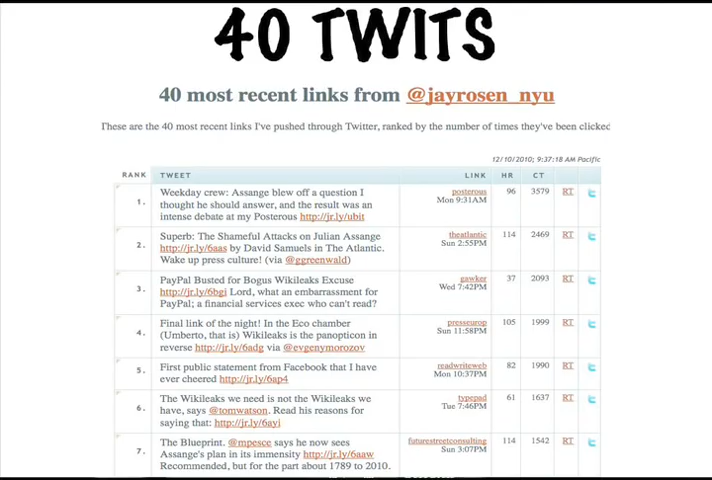 40 TWITS
40 most recent links from @jayrosen_nyu
These are the 40 most recent links I've pushed through Twitter, ranked by the number of times they've been clicked
12/10/2010; 9:37:18 AM Pacific
RANK TWEET LINK HR CT
1. Weekday crew: Assange blew off a question I posterous 96 3579 RT
thought he should answer, and the result was an Mon 9:31AM
intense debate at my Posterous http://jr.ly/ubit
2. Superb: The Shameful Attacks on Julian Assange theatlantic 114 2469 RT
http://jr.ly/6aas by David Samuels in The Atlantic. Sun 2:55PM
Wake up press culture! (via @ggreenwald)
3. PayPal Busted for Bogus Wikileaks Excuse gawker 37 2093 RT
http://jr.ly/6bgi Lord, what an embarrassment for Wed 7:42PM
PayPal; a financial services exec who can't read?
4. Final link of the night! In the Eco chamber presseurop 105 1999 RT
(Umberto, that is) Wikileaks is the panopticon in Sun 11:58PM
reverse http://jr.ly/6adg via @evgenymorozov
5. First public statement from Facebook that I have readwriteweb 82 1990 RT
ever cheered http://jr.ly/6ap4 Mon 10:37PM
6. The Wikileaks we need is not the Wikileaks we typepad 61 1637 RT
have, says @tomwatson. Read his reasons for Tue 7:46PM
saying that: http://jr.ly/6ayi
7. The Blueprint. @mpesce says he now sees futurestreetconsulting 114 1542 RT
Assange's plan in its immensity http://jr.ly/6aaw Sun 3:07PM
Recommended, but for the part about 1789 to 2010.